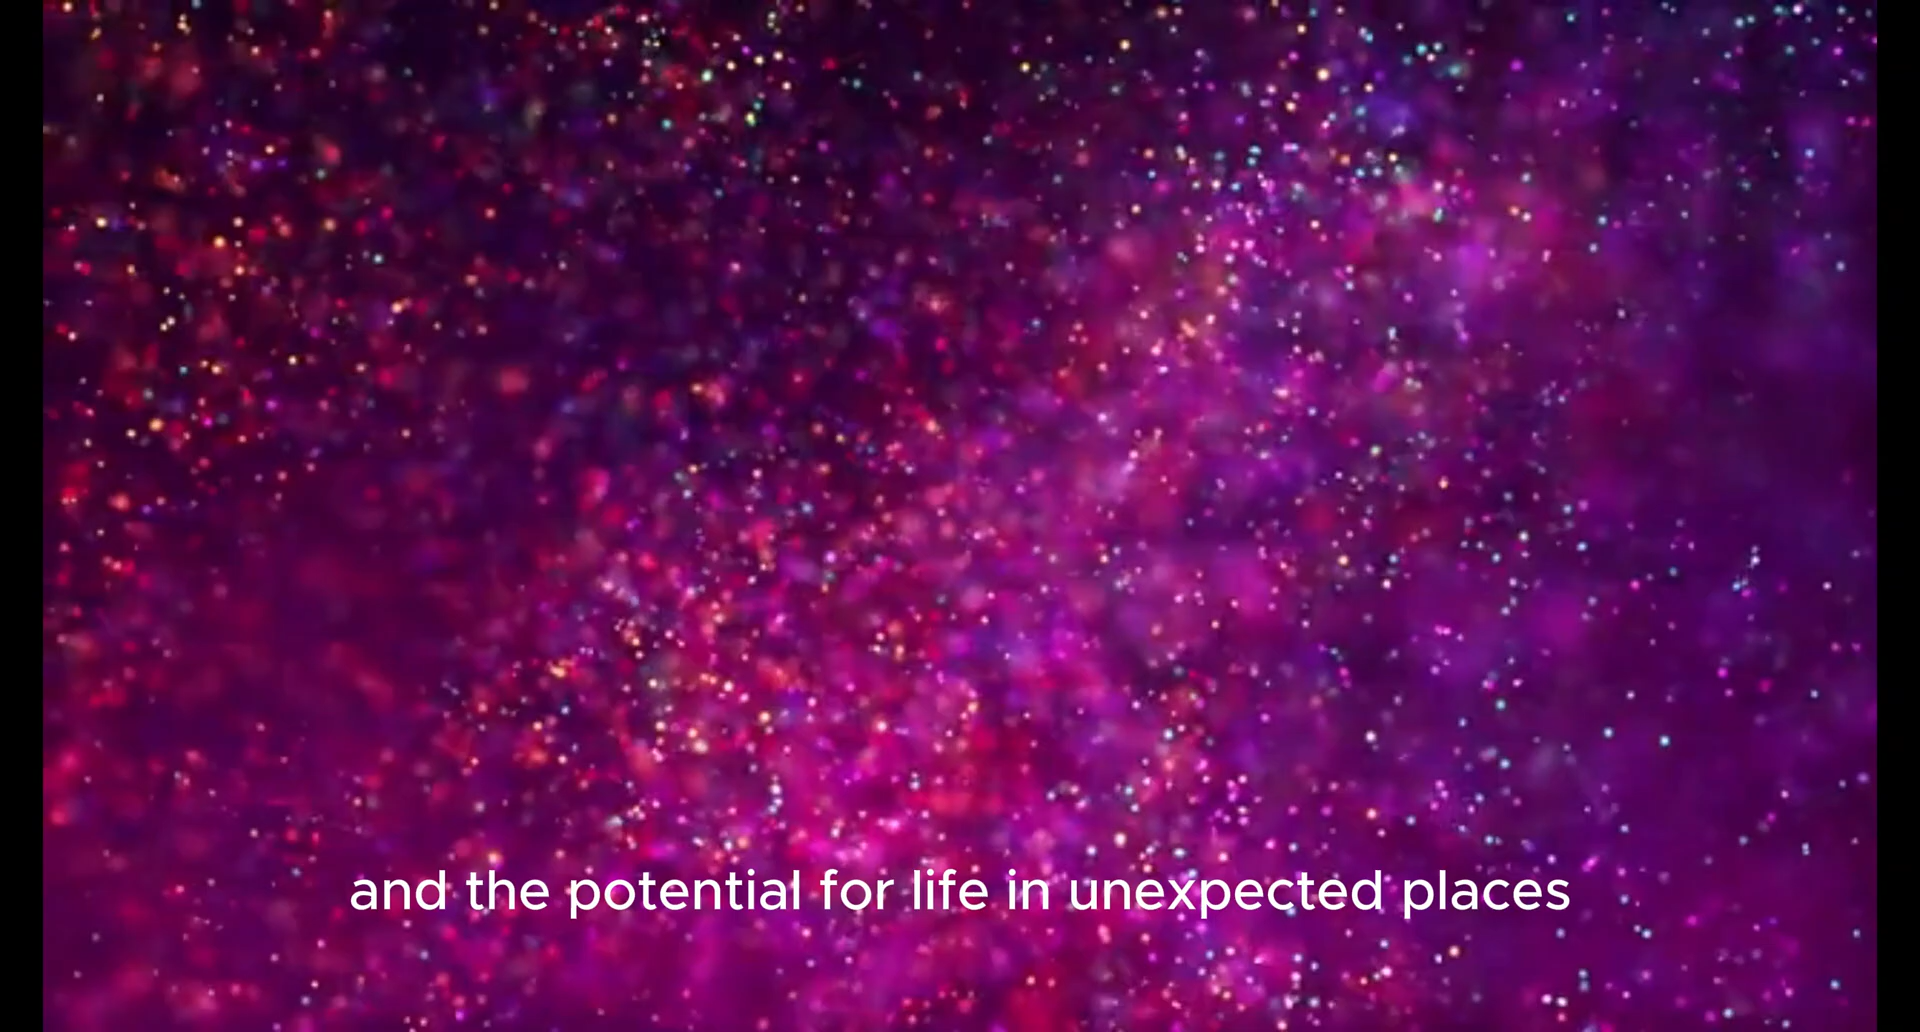 and the potential for life in unexpected places